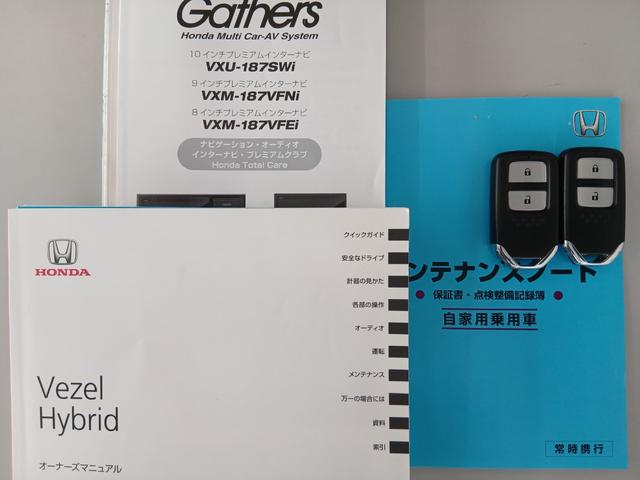 Gathers
Honda Multi Car-AV System
10インチプレミアムインターナビ
VXU-187SWi
9インチプレミアムインターナビ
VXM-187VFNi
8インチプレミアムインターナビ
VXM-187VFEi
ナビゲーション・オーディオ
インターナビ・プレミアムクラブ
Honda Total Care
HONDA
Vezel
Hybrid
オーナーズマニュアル
クイックガイド
安全なドライブ
計器の見かた
各部の操作
オーディオ
運転
メンテナンス
万一の場合には
資料
索引
ンテナンスノート
保証書・点検整備記録簿
自家用乗用車
常時携行